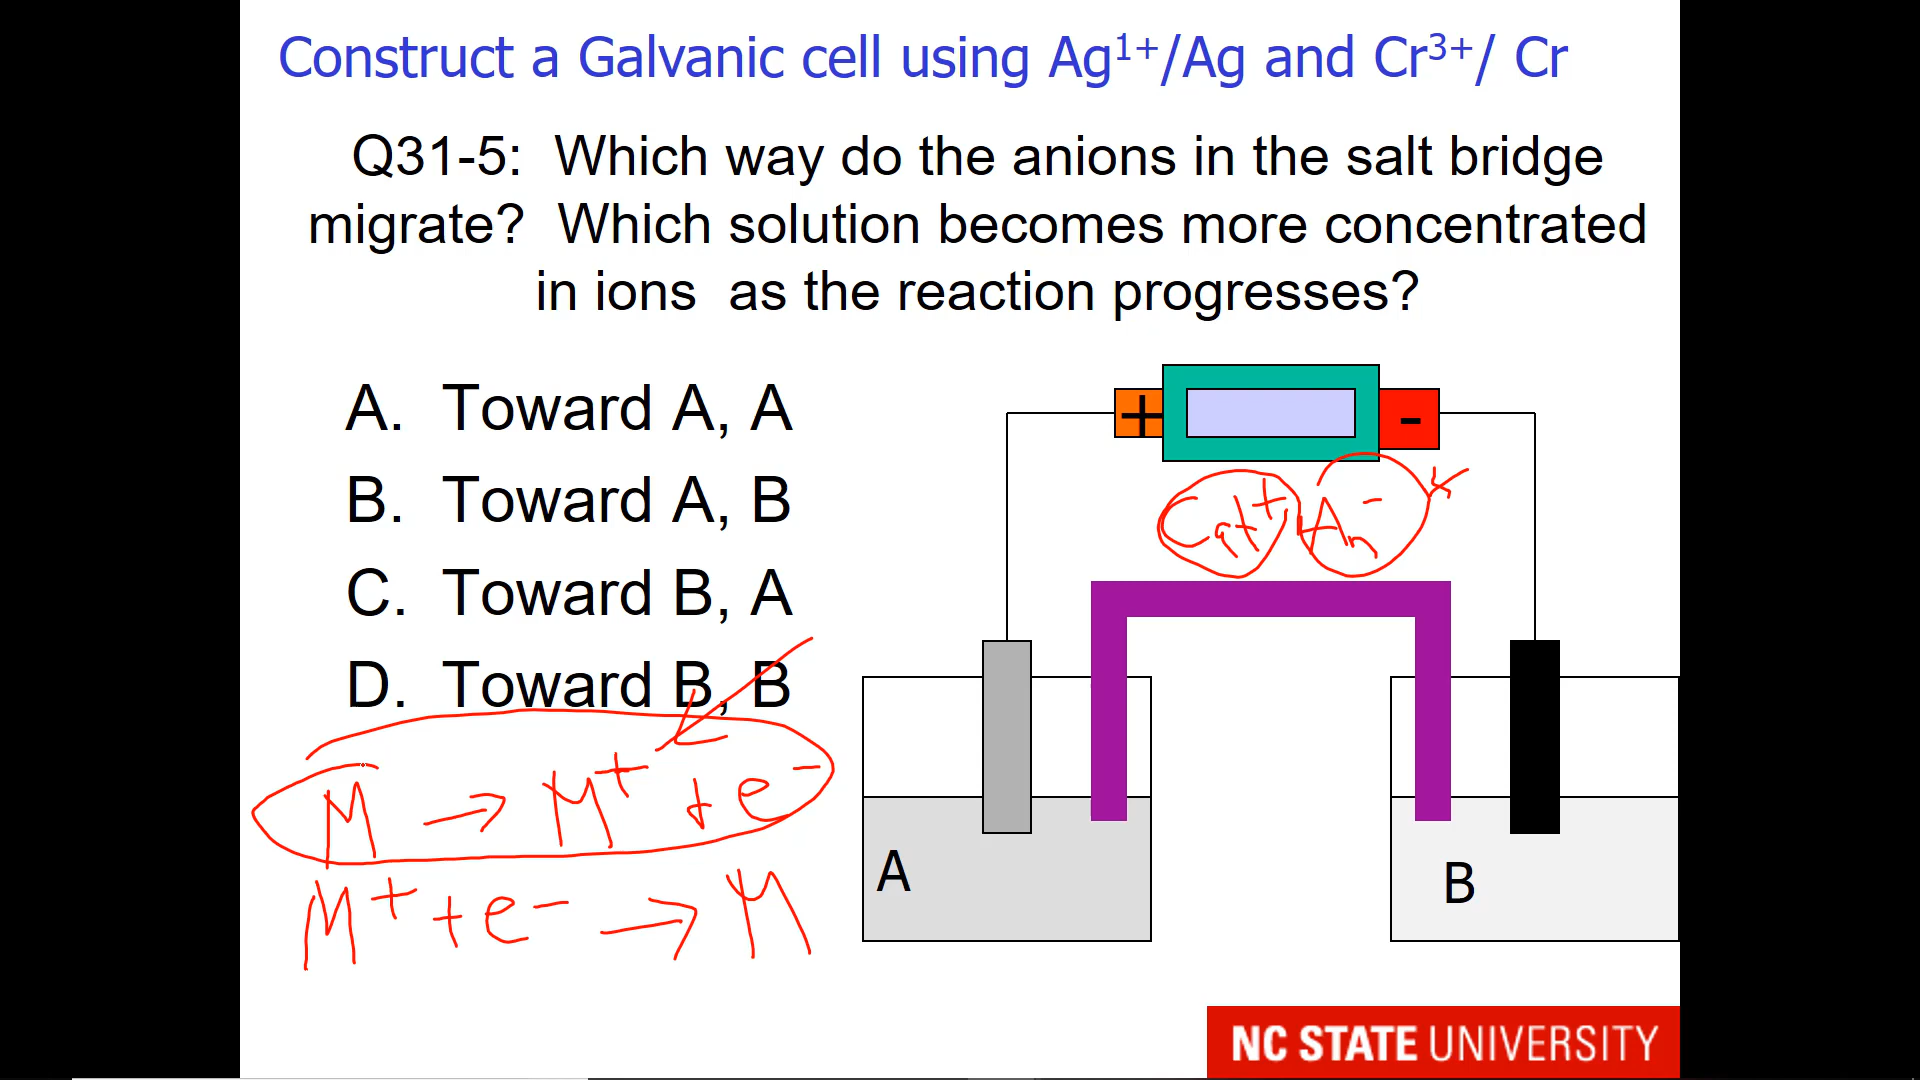 Construct a Galvanic cell using Ag¹⁺/Ag and Cr³⁺/ Cr
Q31-5: Which way do the anions in the salt bridge
migrate? Which solution becomes more concentrated
in ions as the reaction progresses?
A. Toward A, A
B. Toward A, B
C. Toward B, A
D. Toward B, B
+ -
Cat⁺ An⁻
M → M⁺ + e⁻
M⁺ + e⁻ → M
A
B
NC STATE UNIVERSITY